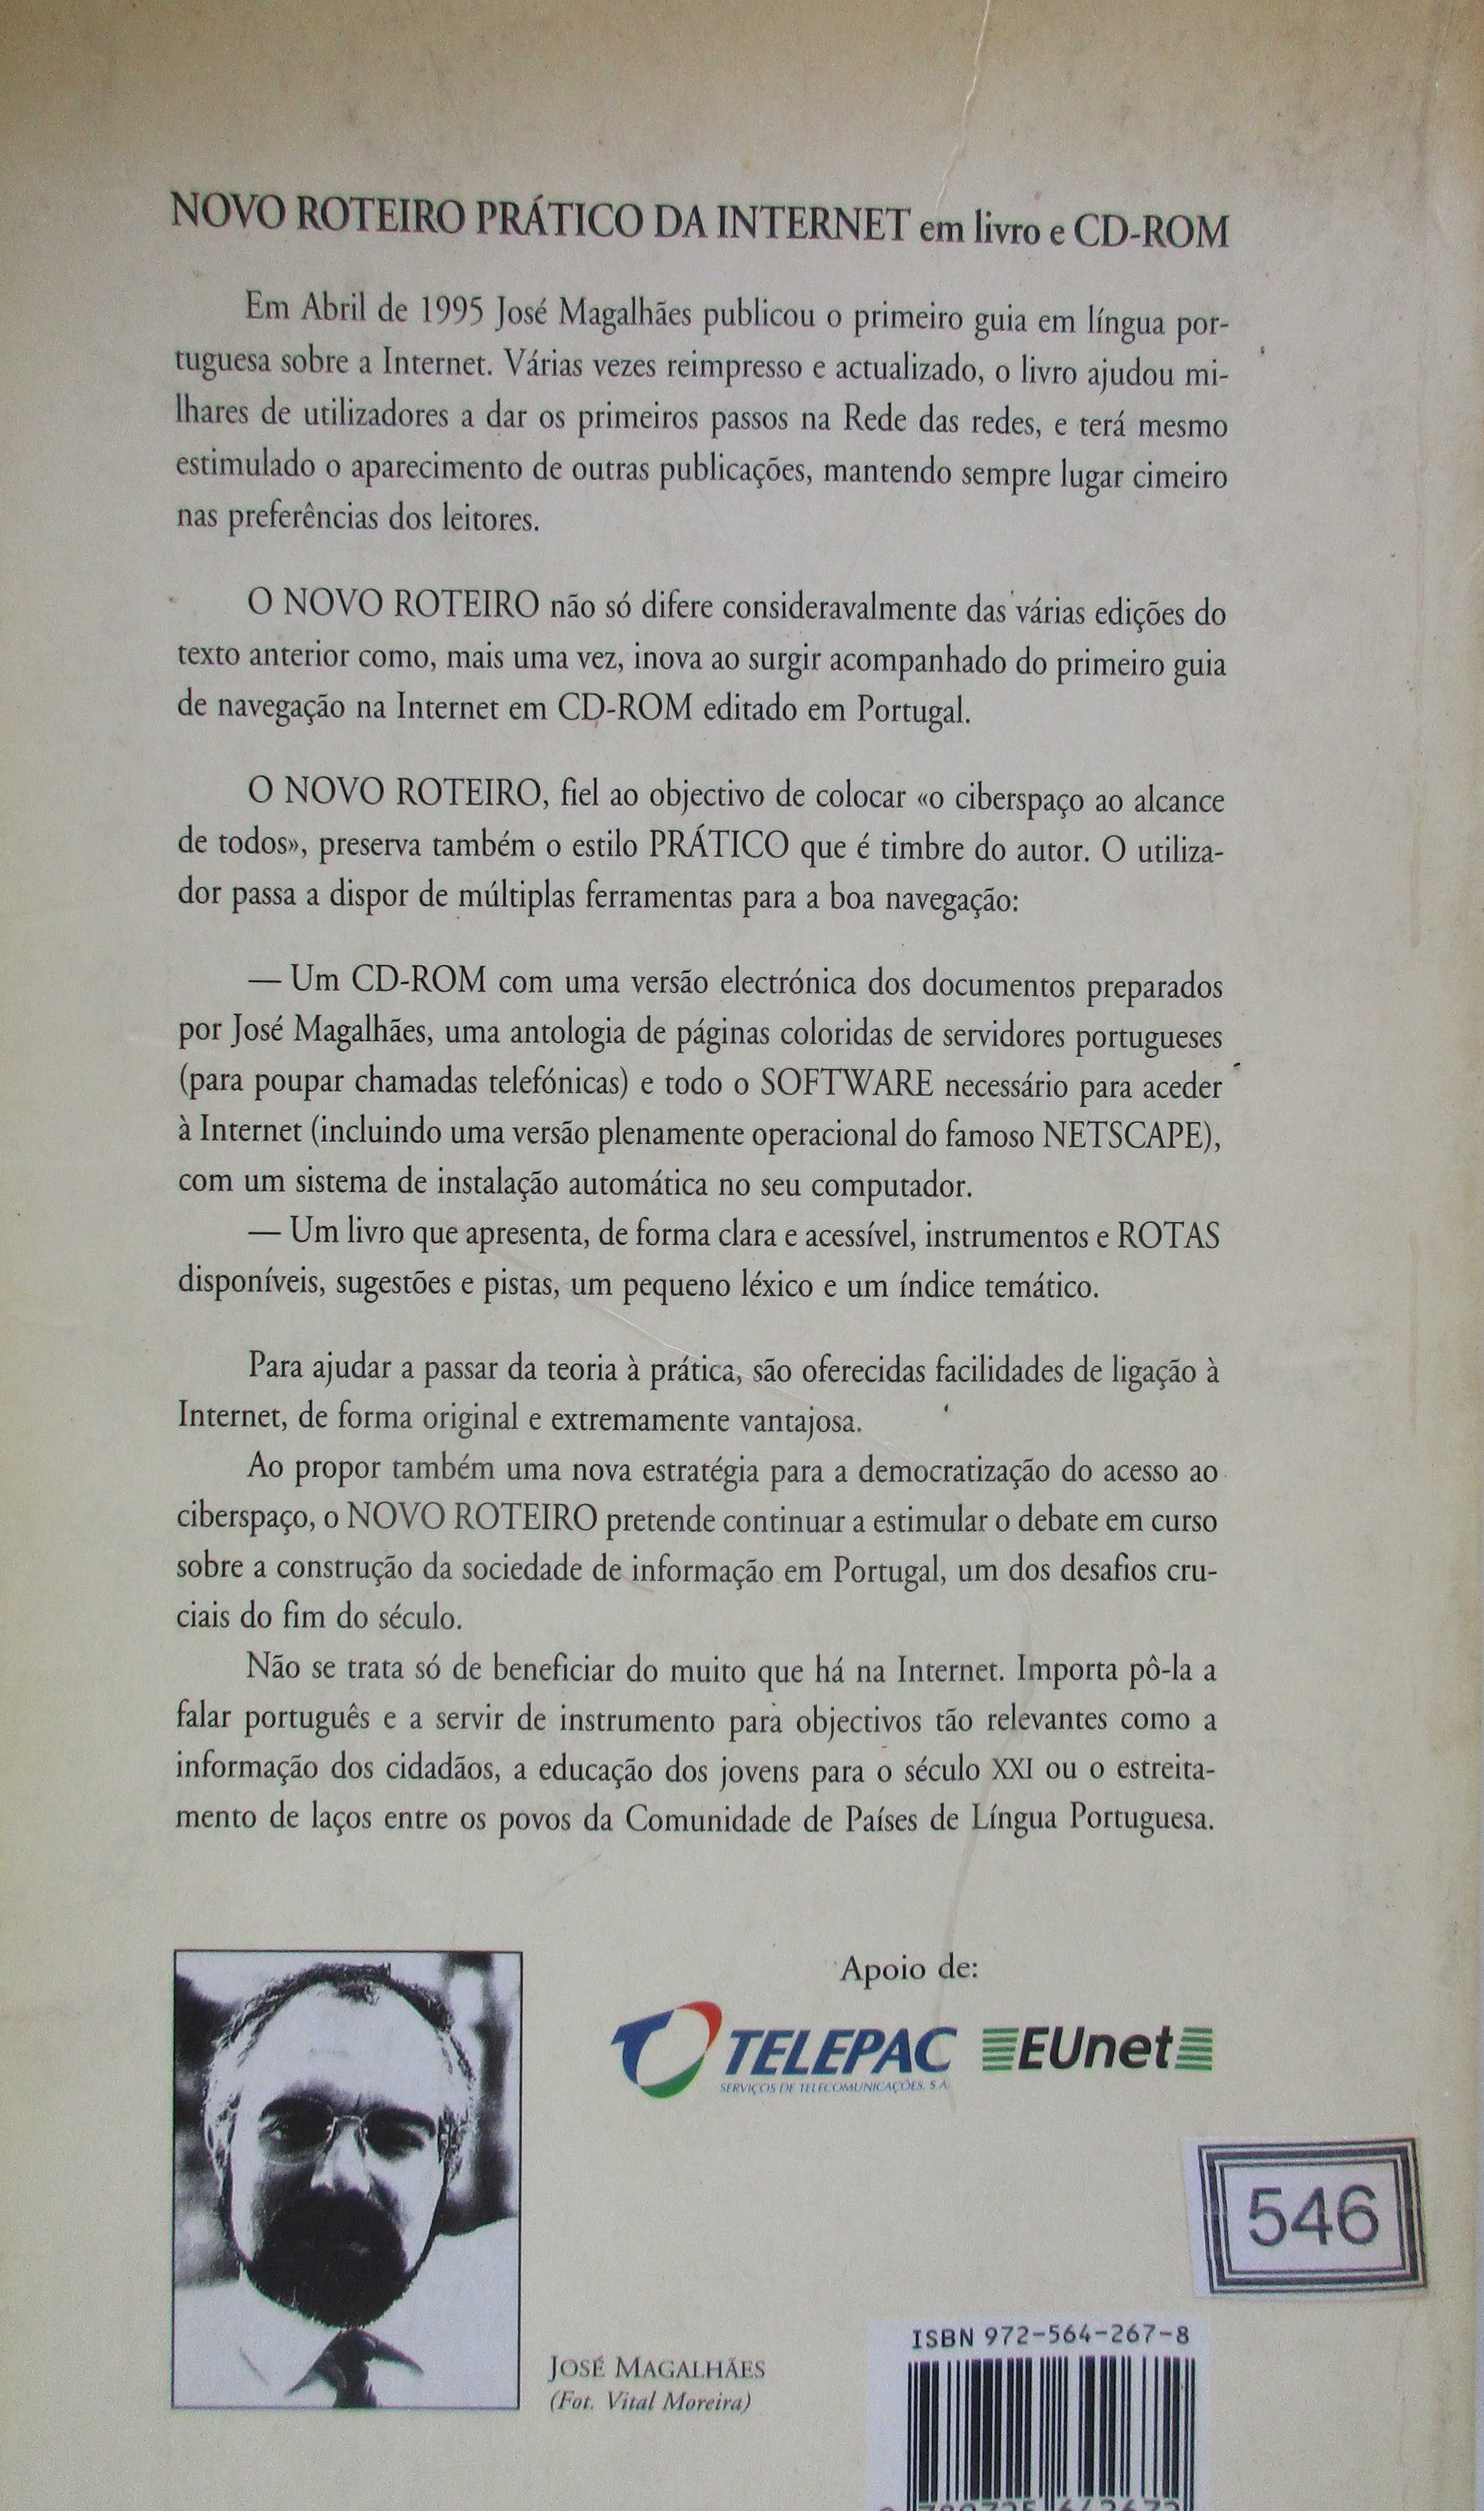 NOVO ROTEIRO PRÁTICO DA INTERNET em livro e CD-ROM
Em Abril de 1995 José Magalhães publicou o primeiro guia em língua por-
tuguesa sobre a Internet. Várias vezes reimpresso e actualizado, o livro ajudou mi-
lhares de utilizadores a dar os primeiros passos na Rede das redes, e terá mesmo
estimulado o aparecimento de outras publicações, mantendo sempre lugar cimeiro
nas preferências dos leitores.
O NOVO ROTEIRO não só difere consideravalmente das várias edições do
texto anterior como, mais uma vez, inova ao surgir acompanhado do primeiro guia
de navegação na Internet em CD-ROM editado em Portugal.
O NOVO ROTEIRO, fiel ao objectivo de colocar «o ciberspaço ao alcance
de todos», preserva também o estilo PRÁTICO que é timbre do autor. O utiliza-
dor passa a dispor de múltiplas ferramentas para a boa navegação:
— Um CD-ROM com uma versão electrónica dos documentos preparados
por José Magalhães, uma antologia de páginas coloridas de servidores portugueses
(para poupar chamadas telefónicas) e todo o SOFTWARE necessário para aceder
à Internet (incluindo uma versão plenamente operacional do famoso NETSCAPE),
com um sistema de instalação automática no seu computador.
— Um livro que apresenta, de forma clara e acessível, instrumentos e ROTAS
disponíveis, sugestões e pistas, um pequeno léxico e um índice temático.
Para ajudar a passar da teoria à prática, são oferecidas facilidades de ligação à
Internet, de forma original e extremamente vantajosa.
Ao propor também uma nova estratégia para a democratização do acesso ao
ciberspaço, o NOVO ROTEIRO pretende continuar a estimular o debate em curso
sobre a construção da sociedade de informação em Portugal, um dos desafios cru-
ciais do fim do século.
Não se trata só de beneficiar do muito que há na Internet. Importa pô-la a
falar português e a servir de instrumento para objectivos tão relevantes como a
informação dos cidadãos, a educação dos jovens para o século XXI ou o estreita-
mento de laços entre os povos da Comunidade de Países de Língua Portuguesa.
Apoio de:
TELEPAC EUnet
SERVIÇOS DE TELECOMUNICAÇÕES, S.A.
546
ISBN 972-564-267-8
JOSÉ MAGALHÃES
(Fot. Vital Moreira)